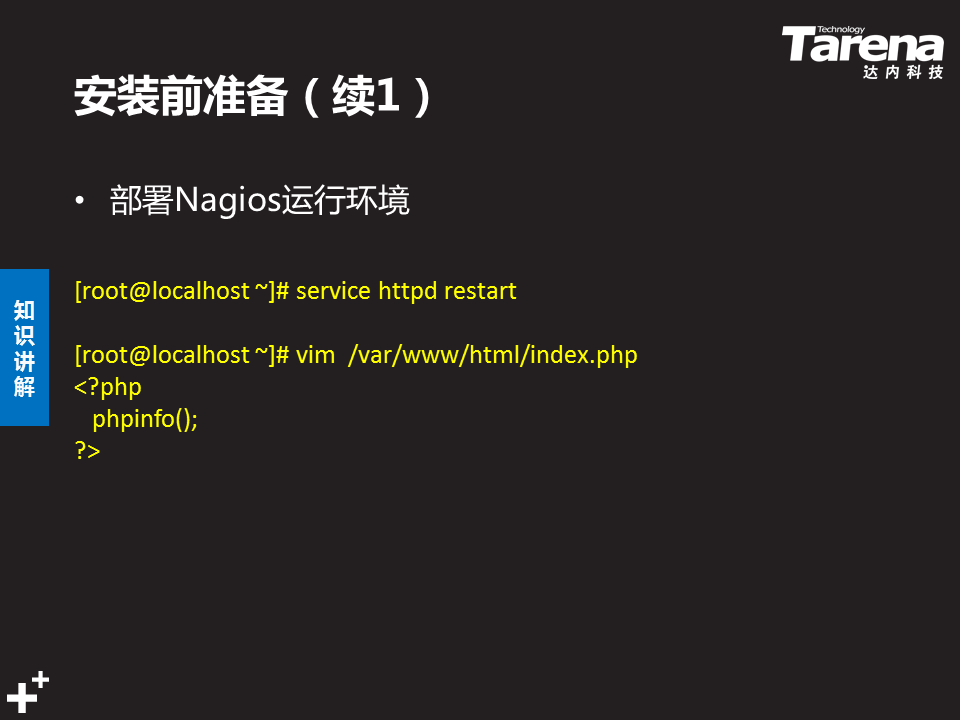 Technology
Tarena
达内科技
安装前准备（续1）
• 部署Nagios运行环境
[root@localhost ~]# service httpd restart
[root@localhost ~]# vim  /var/www/html/index.php
<?php
   phpinfo();
?>
知
识
讲
解